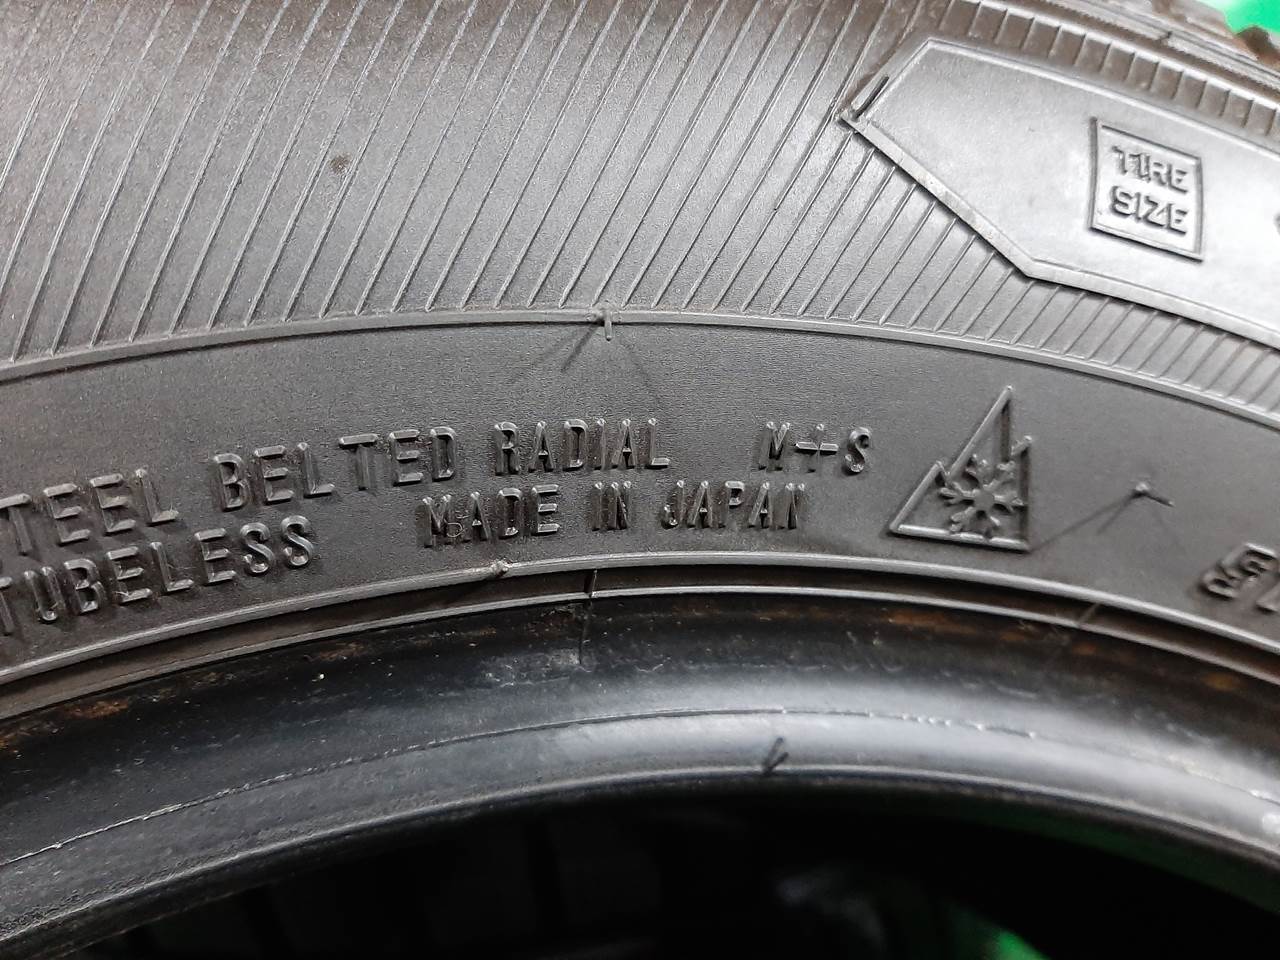 TIRE
SIZE
TEEL BELTED RADIAL M+S
TUBELESS MADE IN JAPAN